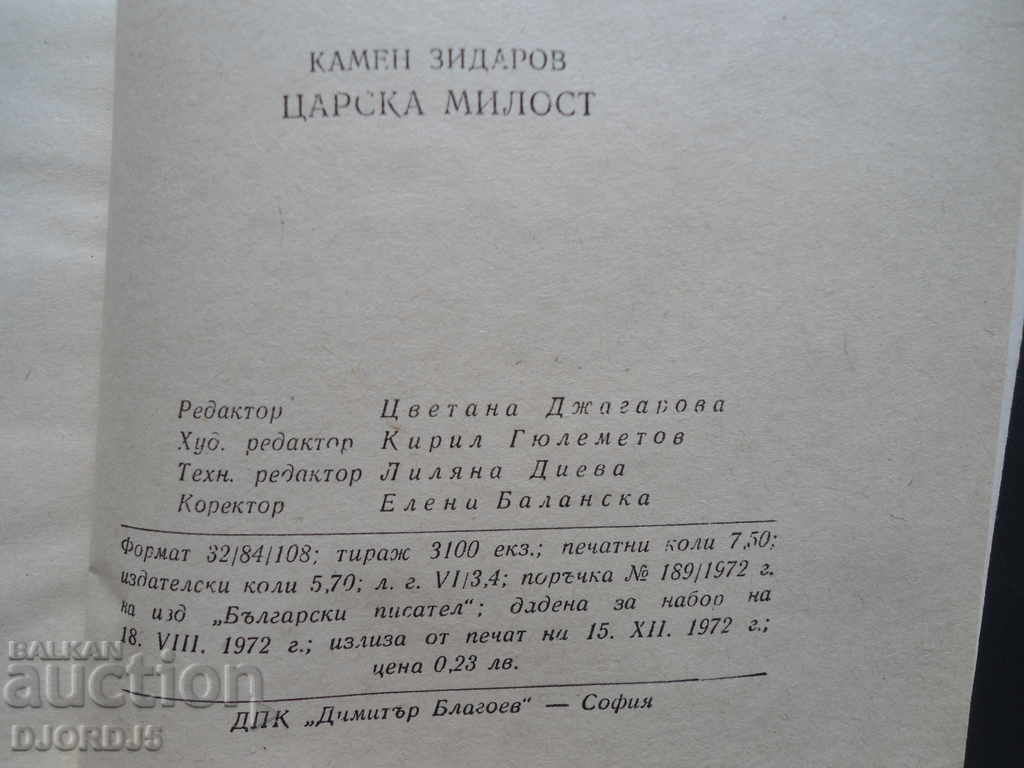 КАМЕН ЗИДАРОВ
ЦАРСКА МИЛОСТ
Редактор Цветана Джагарова
Худ. редактор Кирил Гюлеметов
Техн. редактор Лиляна Диева
Коректор Елени Баланска
Формат 32/84/108; тираж 3100 екз.; печатни коли 7,50;
издателски коли 5,70; л. г. VI/3,4; поръчка № 189/1972 г.
на изд „Български писател“; дадена за набор на
18. VIII. 1972 г.; излиза от печат на 15. XII. 1972 г.;
цена 0,23 лв.
ДПК „Димитър Благоев“ — София
BALKAN
auction
DJORDJ5